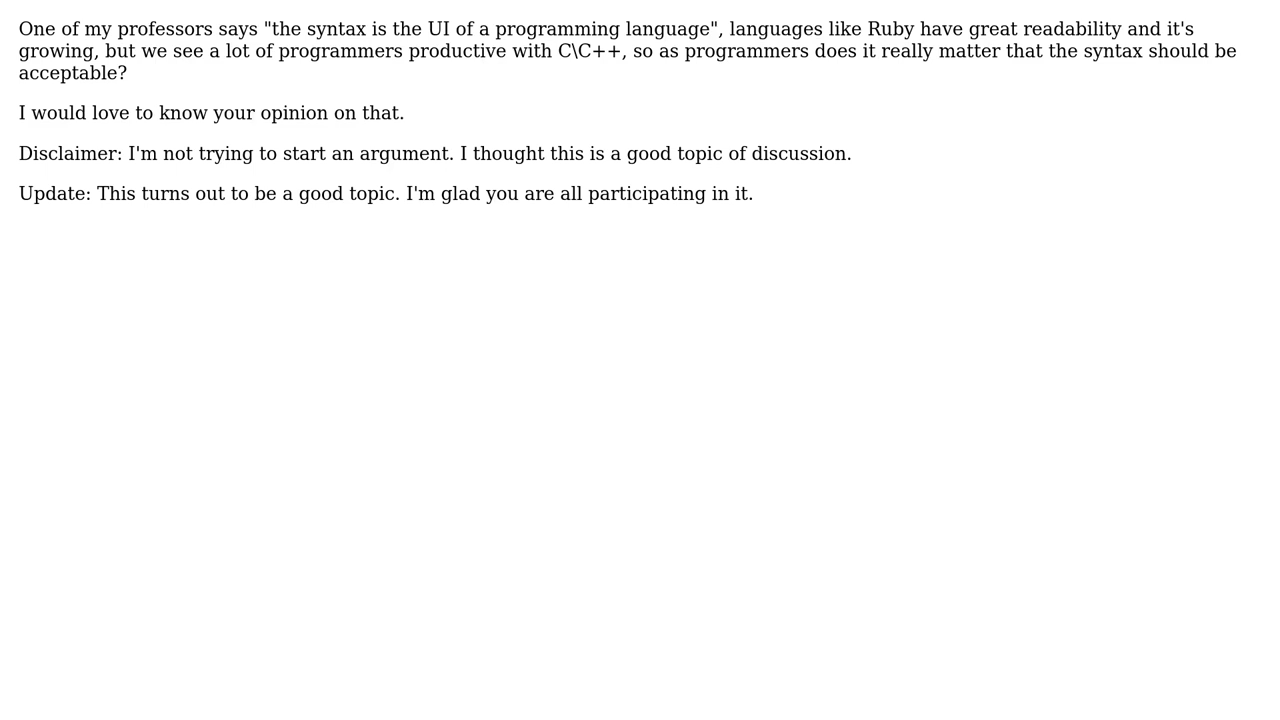 One of my professors says "the syntax is the UI of a programming language", languages like Ruby have great readability and it's
growing, but we see a lot of programmers productive with C\C++, so as programmers does it really matter that the syntax should be
acceptable?
I would love to know your opinion on that.
Disclaimer: I'm not trying to start an argument. I thought this is a good topic of discussion.
Update: This turns out to be a good topic. I'm glad you are all participating in it.